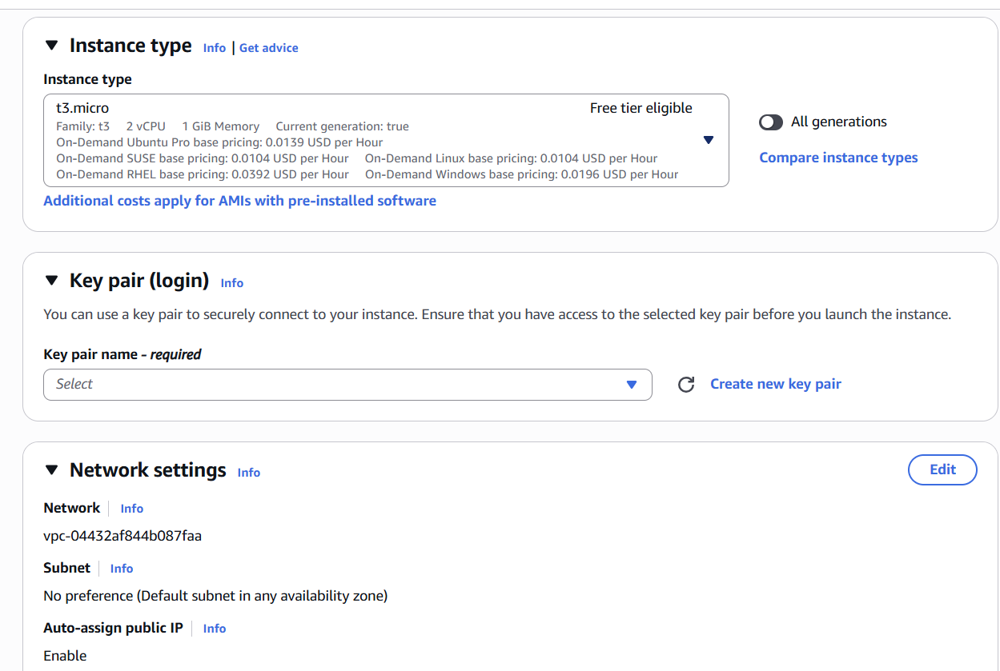 Instance type Info | Get advice
Instance type
t3.micro Free tier eligible
Family: t3 2 vCPU 1 GiB Memory Current generation: true
On-Demand Ubuntu Pro base pricing: 0.0139 USD per Hour
On-Demand SUSE base pricing: 0.0104 USD per Hour On-Demand Linux base pricing: 0.0104 USD per Hour
On-Demand RHEL base pricing: 0.0392 USD per Hour On-Demand Windows base pricing: 0.0196 USD per Hour
All generations
Compare instance types
Additional costs apply for AMIs with pre-installed software
Key pair (login) Info
You can use a key pair to securely connect to your instance. Ensure that you have access to the selected key pair before you launch the instance.
Key pair name - required
Select
Create new key pair
Network settings Info
Edit
Network Info
vpc-04432af844b087faa
Subnet Info
No preference (Default subnet in any availability zone)
Auto-assign public IP Info
Enable